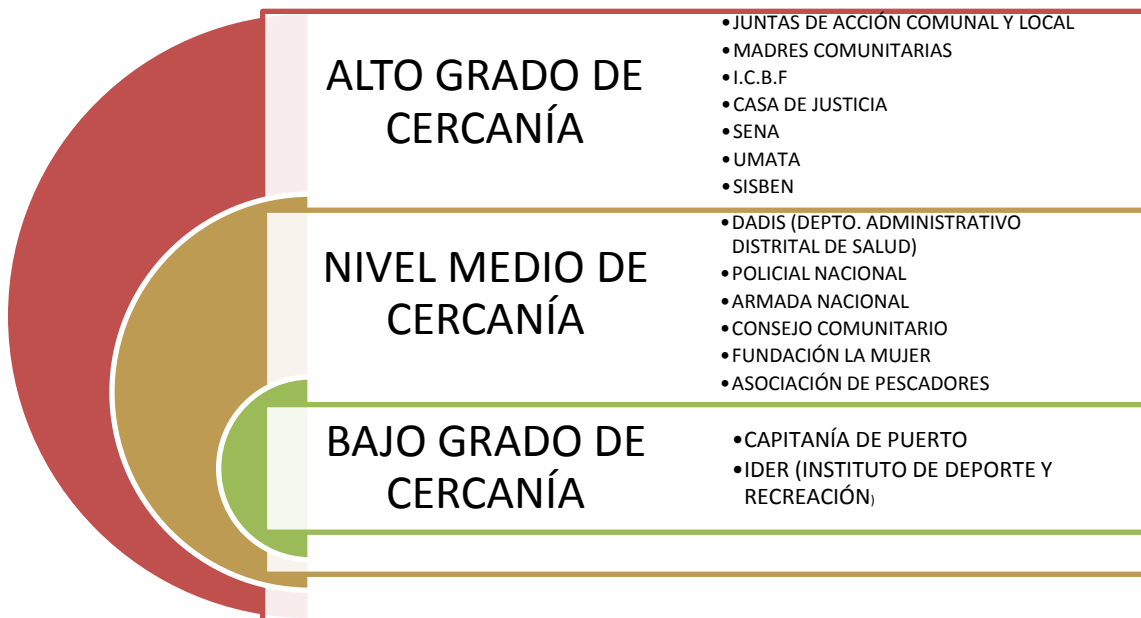 ALTO GRADO DE
CERCANÍA
•JUNTAS DE ACCIÓN COMUNAL Y LOCAL
•MADRES COMUNITARIAS
•I.C.B.F
•CASA DE JUSTICIA
•SENA
•UMATA
•SISBEN
NIVEL MEDIO DE
CERCANÍA
•DADIS (DEPTO. ADMINISTRATIVO
DISTRITAL DE SALUD)
•POLICIAL NACIONAL
•ARMADA NACIONAL
•CONSEJO COMUNITARIO
•FUNDACIÓN LA MUJER
•ASOCIACIÓN DE PESCADORES
BAJO GRADO DE
CERCANÍA
•CAPITANÍA DE PUERTO
•IDER (INSTITUTO DE DEPORTE Y
RECREACIÓN)